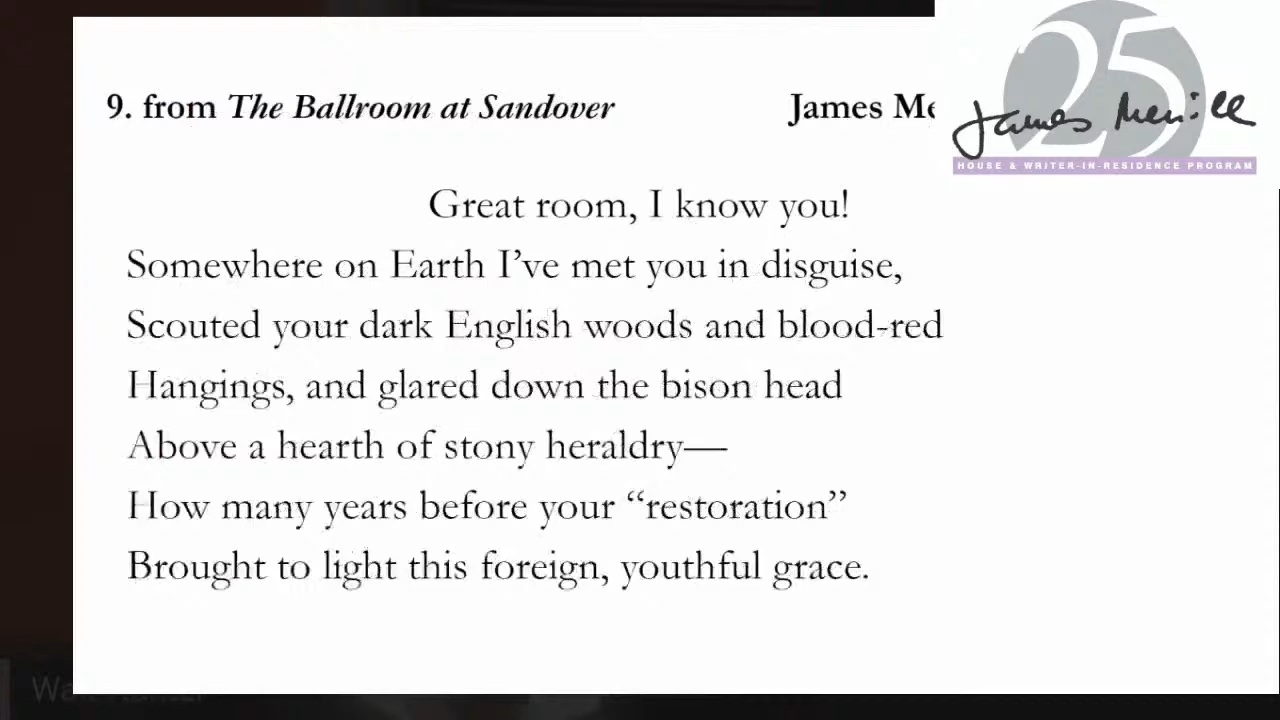 9. from The Ballroom at Sandover James Me
25
James Merrill
HOUSE & WRITER-IN-RESIDENCE PROGRAM
Great room, I know you!
Somewhere on Earth I’ve met you in disguise,
Scouted your dark English woods and blood-red
Hangings, and glared down the bison head
Above a hearth of stony heraldry—
How many years before your “restoration”
Brought to light this foreign, youthful grace.